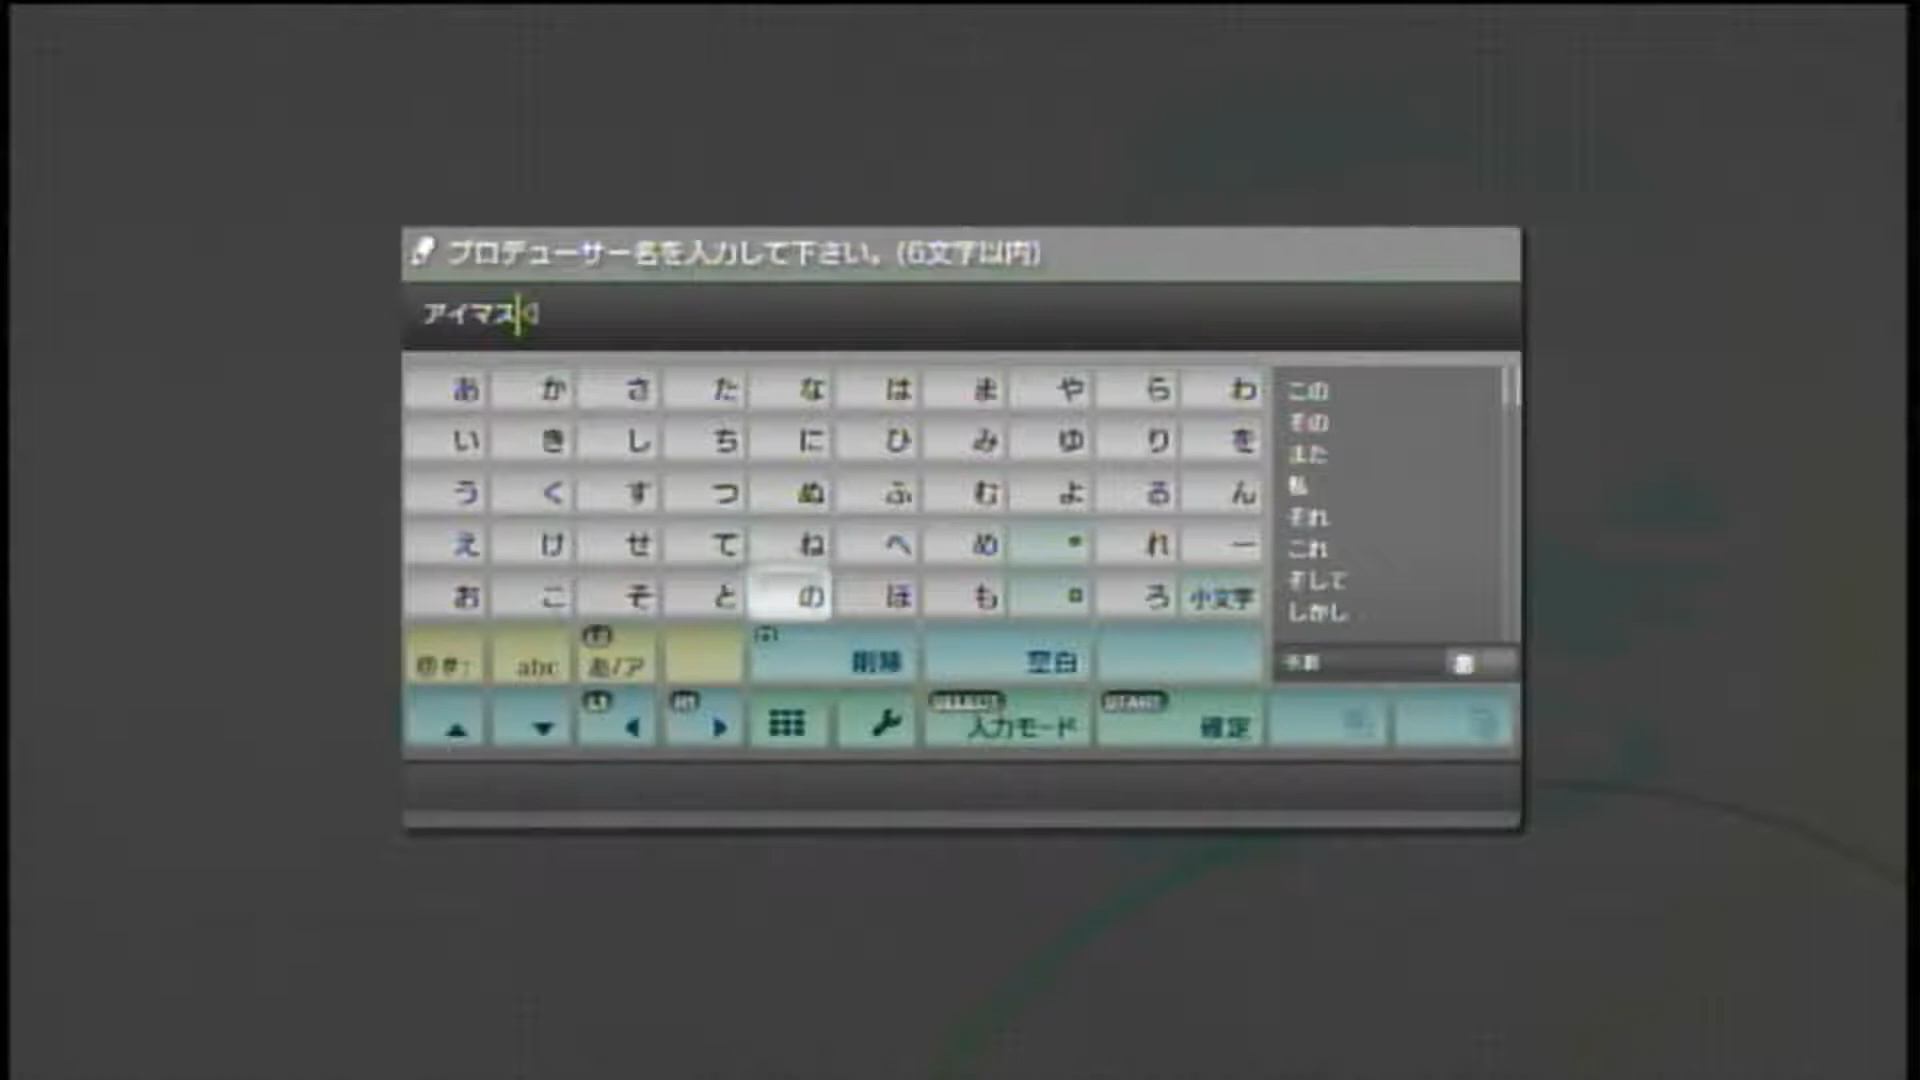 プロデューサー名を入力して下さい。(6文字以内)
アイマス
あ か さ た な は ま や ら わ
い き し ち に ひ み ゆ り を
う く す つ ぬ ふ む よ る ん
え け せ て ね へ め ゛ れ ー
お こ そ と の ほ も ゜ ろ 小文字
この
その
また
私
それ
これ
そして
しかし
@#: abc あ/ア 削除 空白
L1 R1 SELECT 入力モード START 確定